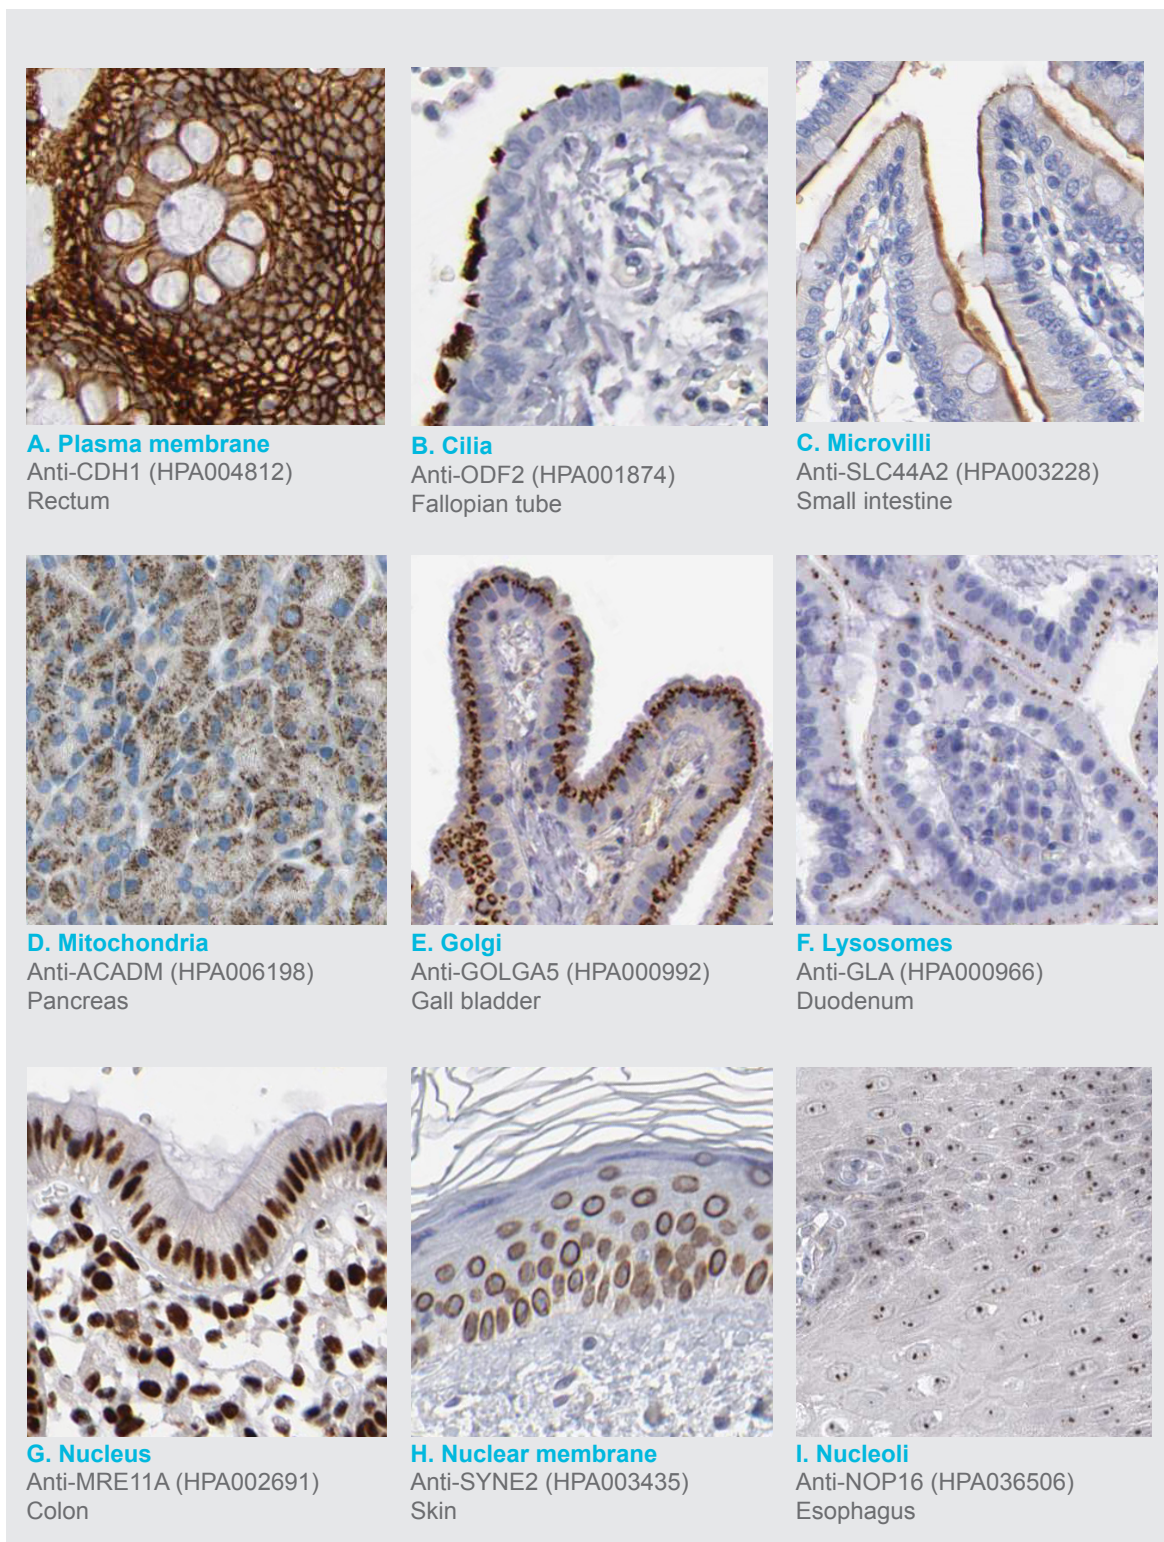 A. Plasma membrane
Anti-CDH1 (HPA004812)
Rectum
B. Cilia
Anti-ODF2 (HPA001874)
Fallopian tube
C. Microvilli
Anti-SLC44A2 (HPA003228)
Small intestine
D. Mitochondria
Anti-ACADM (HPA006198)
Pancreas
E. Golgi
Anti-GOLGA5 (HPA000992)
Gall bladder
F. Lysosomes
Anti-GLA (HPA000966)
Duodenum
G. Nucleus
Anti-MRE11A (HPA002691)
Colon
H. Nuclear membrane
Anti-SYNE2 (HPA003435)
Skin
I. Nucleoli
Anti-NOP16 (HPA036506)
Esophagus